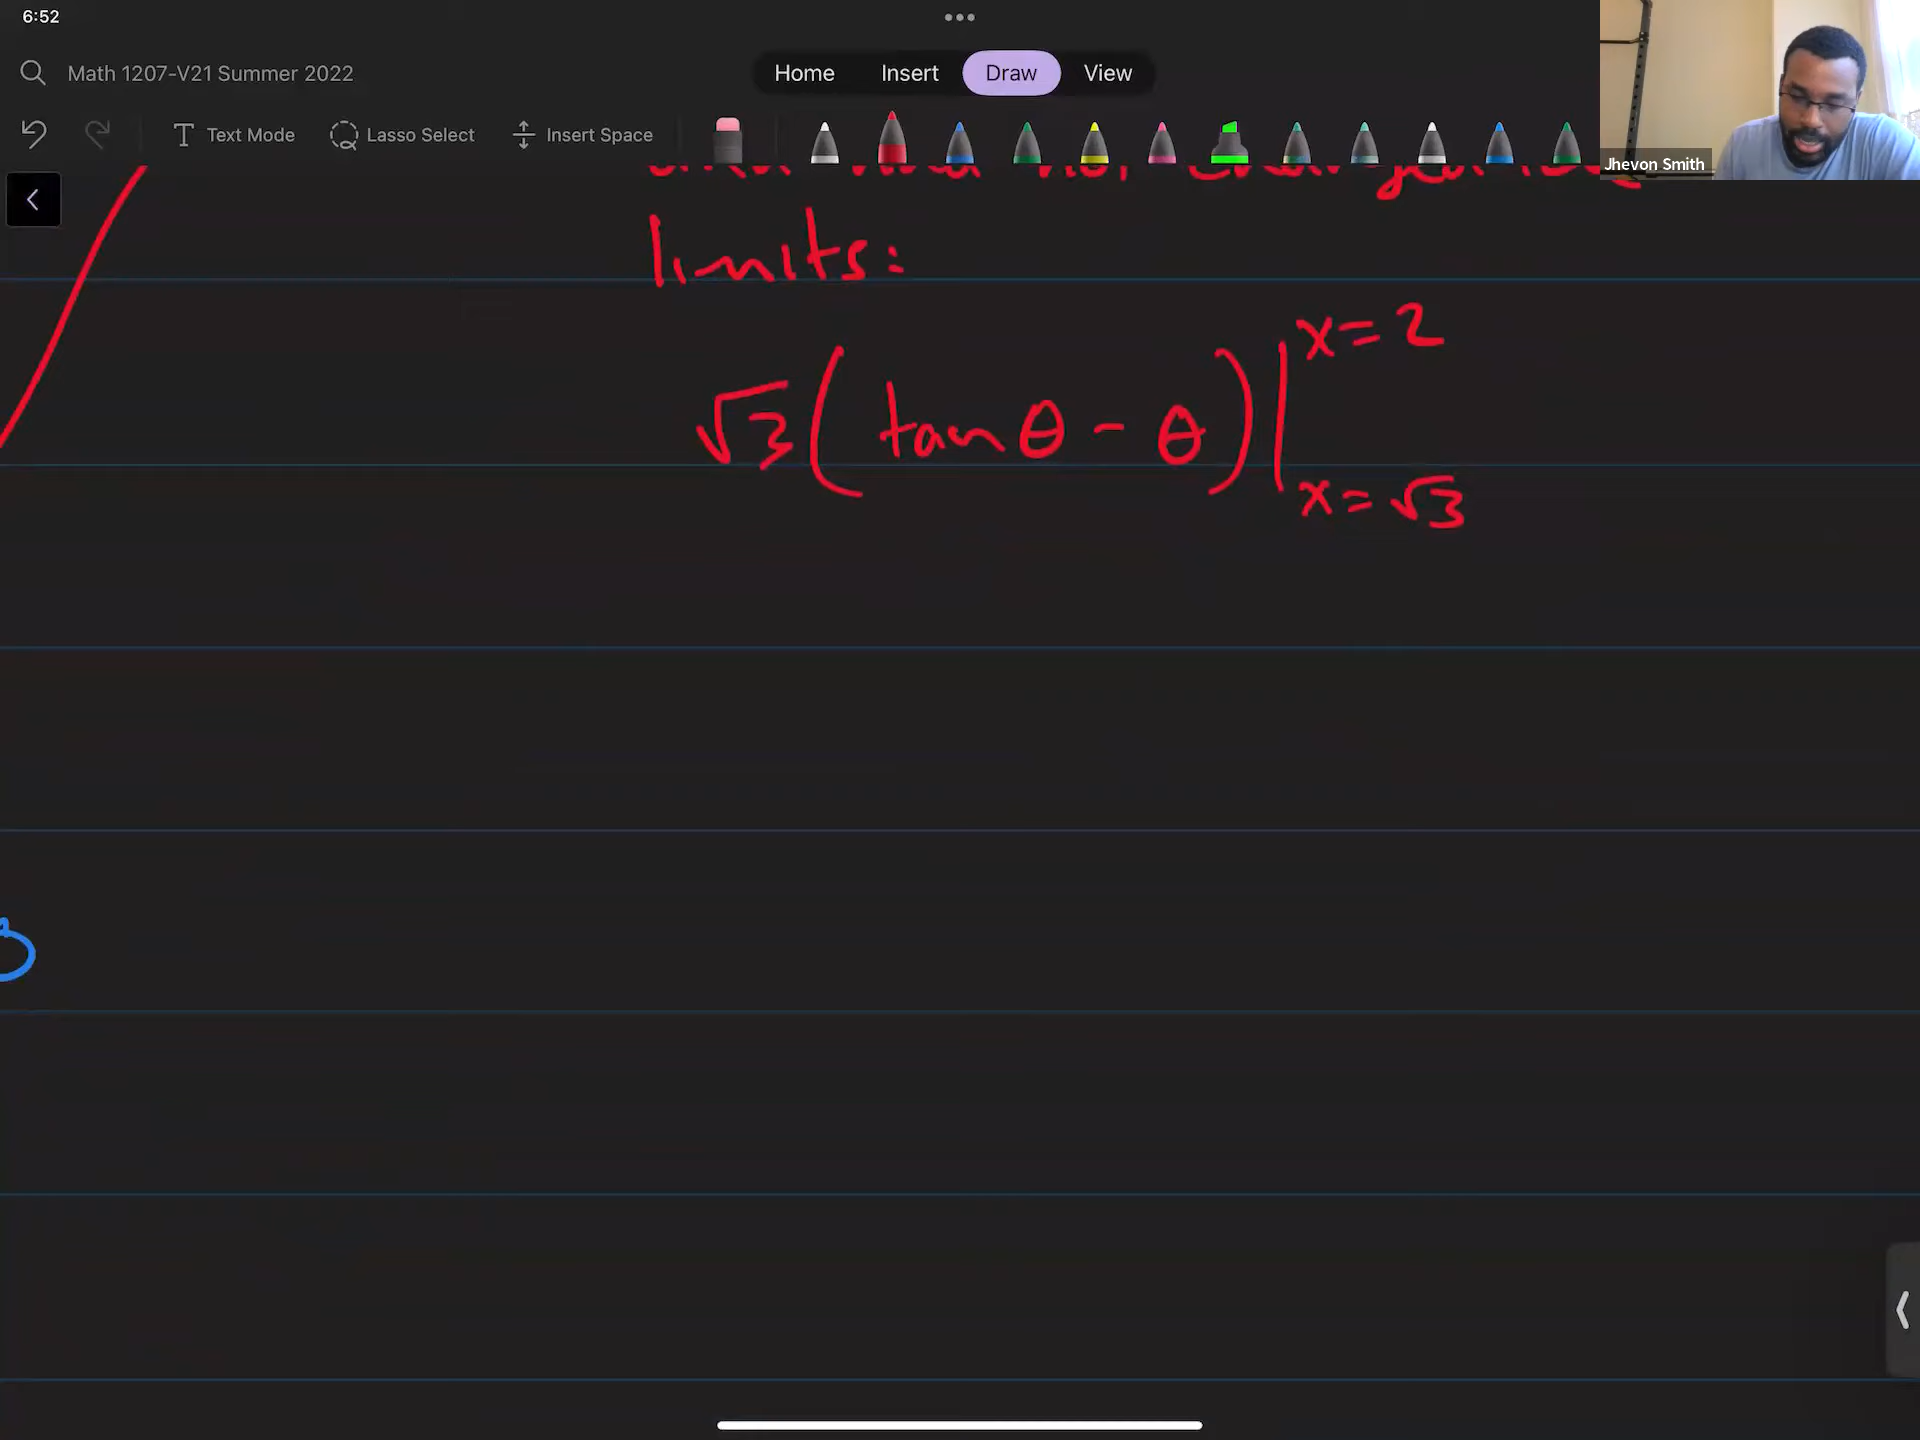 6:52
Math 1207-V21 Summer 2022
Home Insert Draw View
Text Mode Lasso Select Insert Space
Jhevon Smith
limits:
√3(tanθ - θ)|
x=2
x=√3